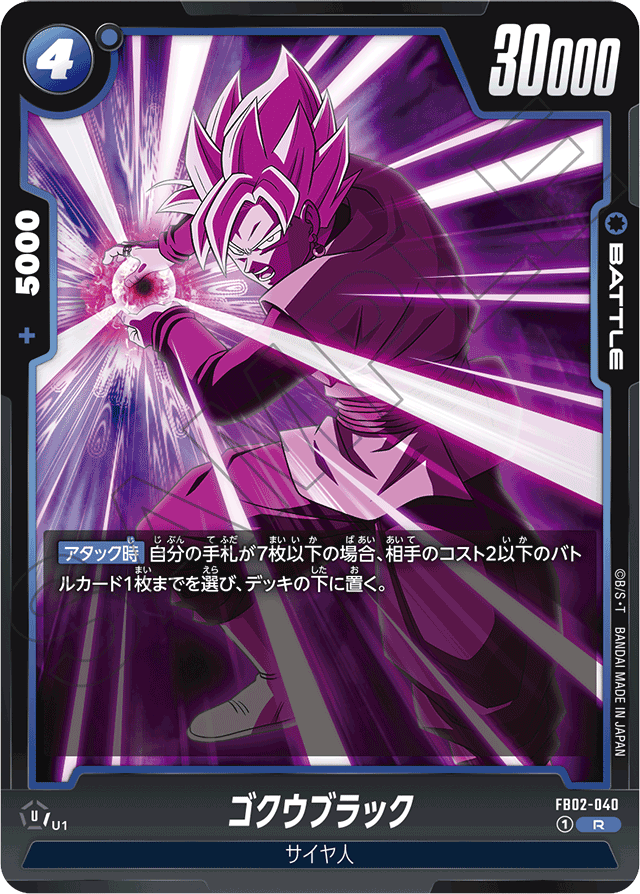 4
30000
+ 5000
BATTLE
SAMPLE
アタック時 自分の手札が7枚以下の場合、相手のコスト2以下のバト
ルカード1枚までを選び、デッキの下に置く。
©B/S・T BANDAI MADE IN JAPAN
U
U1
ゴクウブラック
FB02-040
1 R
サイヤ人